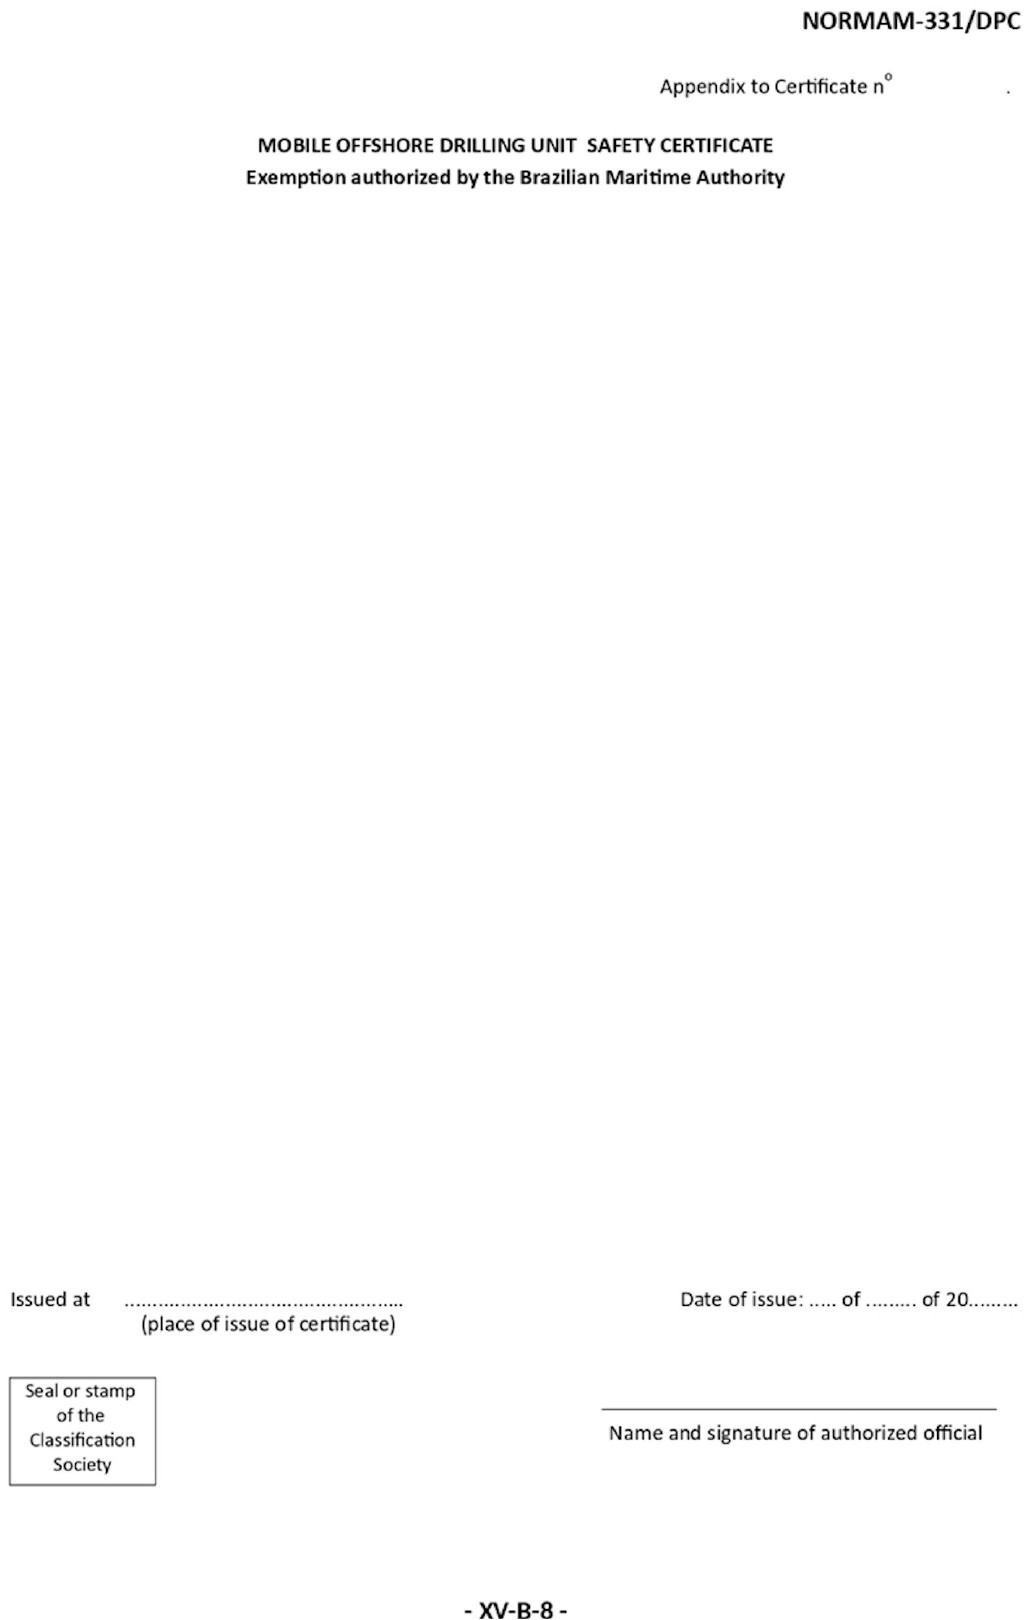 NORMAM-331/DPC
Appendix to Certificate nº .
MOBILE OFFSHORE DRILLING UNIT SAFETY CERTIFICATE
Exemption authorized by the Brazilian Maritime Authority
Issued at ..................................................
Date of issue: ..... of ......... of 20.........
(place of issue of certificate)
Seal or stamp
of the
Classification
Society
Name and signature of authorized official
- XV-B-8 -